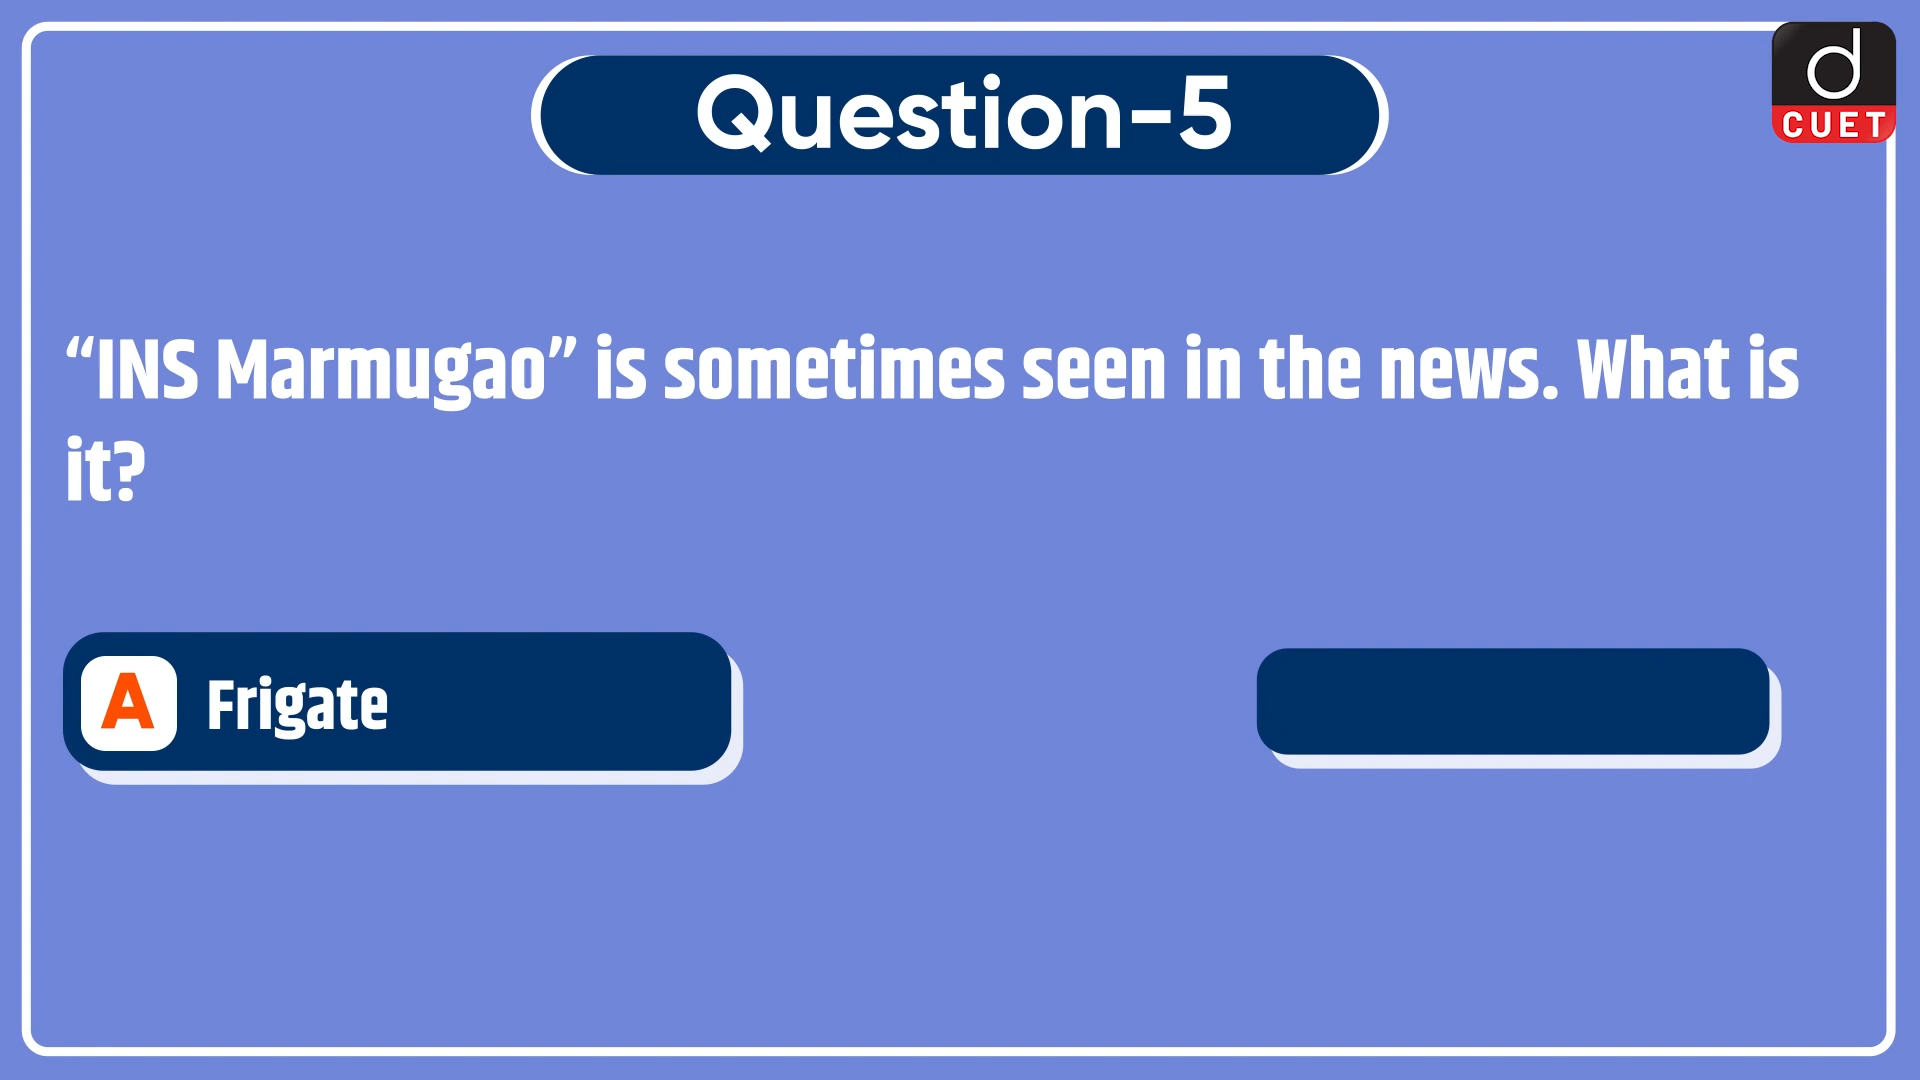 Question-5
d
CUET
“INS Marmugao” is sometimes seen in the news. What is
it?
A Frigate